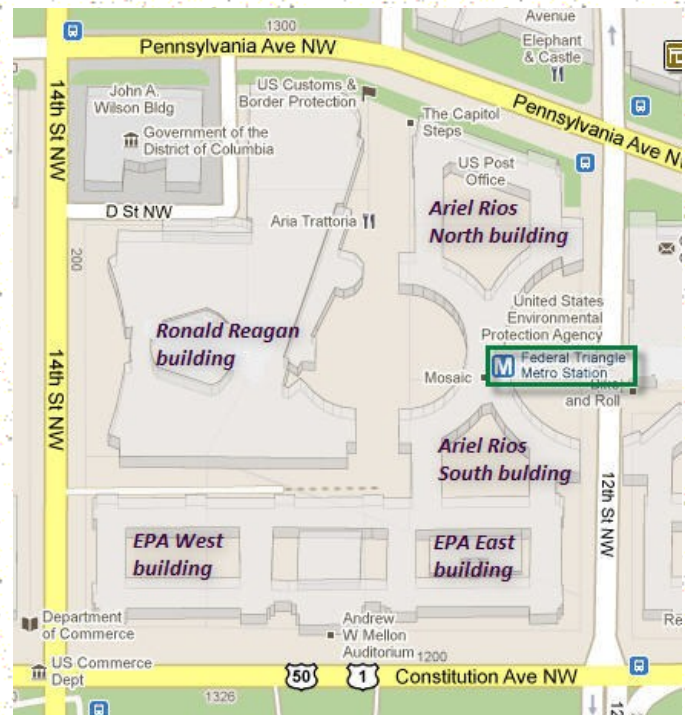 1300
Avenue
Pennsylvania Ave NW
Elephant
& Castle
14th St NW
John A.
Wilson Bldg
US Customs &
Border Protection
The Capitol
Steps
Pennsylvania Ave N
Government of the
District of Columbia
US Post
Office
D St NW
Aria Trattoria
Ariel Rios
North building
200
United States
Environmental
Protection Agency
Ronald Reagan
building
M
Federal Triangle
Metro Station
Mosaic
and Roll
14th St NW
Ariel Rios
South bulding
12th St NW
EPA West
building
EPA East
building
Department
of Commerce
Andrew
W Mellon
Auditorium
1200
Re
US Commerce
Dept
50
1
Constitution Ave NW
1326
12